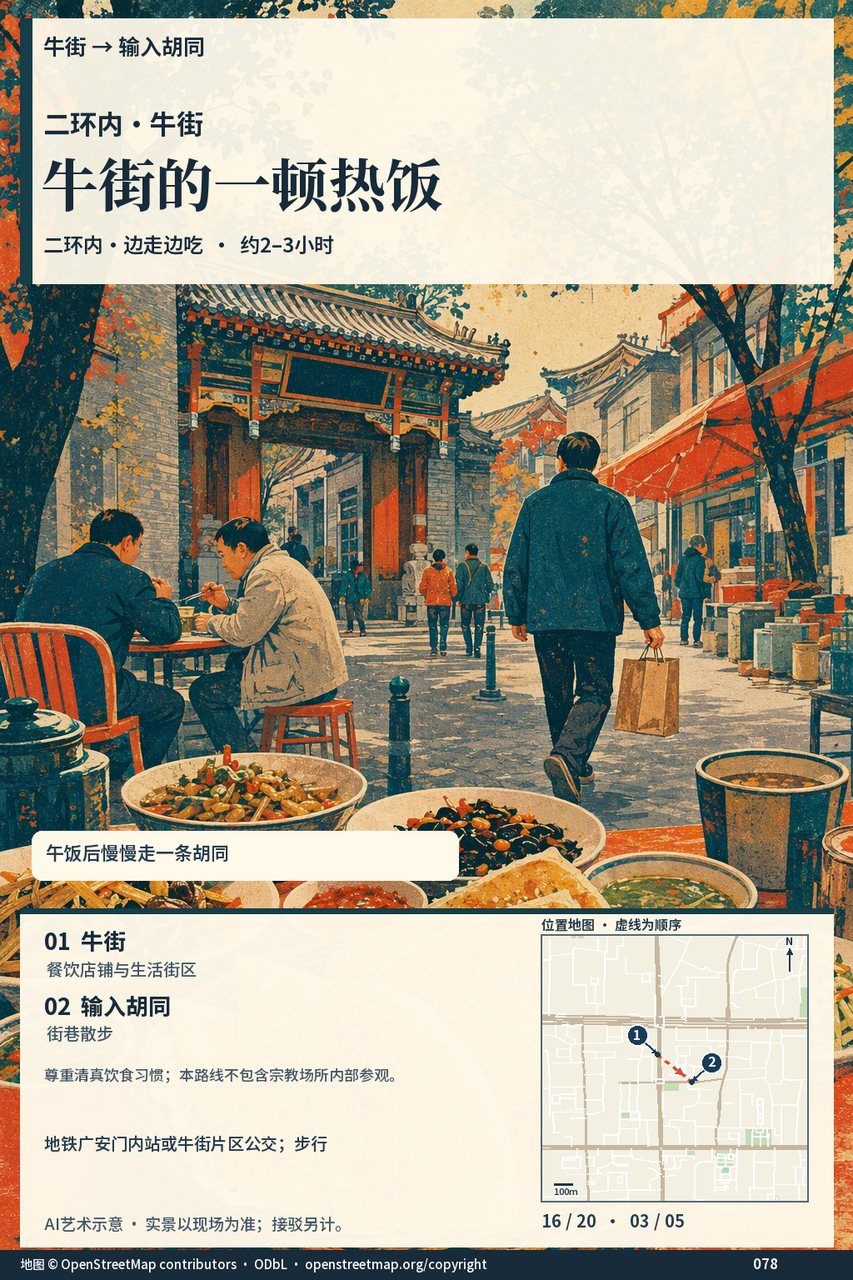 牛街 → 输入胡同
二环内·牛街
牛街的一顿热饭
二环内·边走边吃 · 约2–3小时
午饭后慢慢走一条胡同
01 牛街
餐饮店铺与生活街区
02 输入胡同
街巷散步
尊重清真饮食习惯；本路线不包含宗教场所内部参观。
地铁广安门内站或牛街片区公交；步行
AI艺术示意 · 实景以现场为准；接驳另计。
位置地图 · 虚线为顺序
N
1
2
100m
16 / 20 · 03 / 05
地图 © OpenStreetMap contributors · ODbL · openstreetmap.org/copyright
078